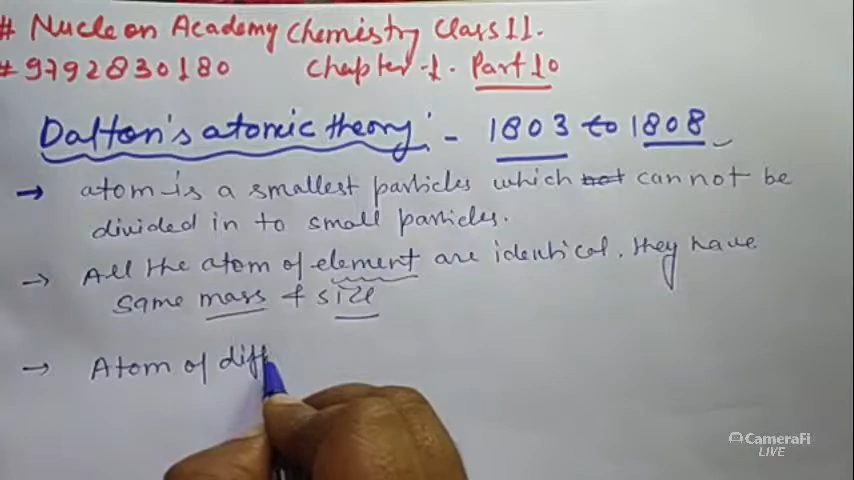 # Nucleon Academy Chemistry Class 11.
# 9792830180 Chapter-1. Part 10
Dalton's atomic theory:- 1803 to 1808
→ atom is a smallest particles which not cannot be
divided in to small particles.
→ All the atom of element are identical. they have
same mass & size
→ Atom of diff
CameraFi
LIVE